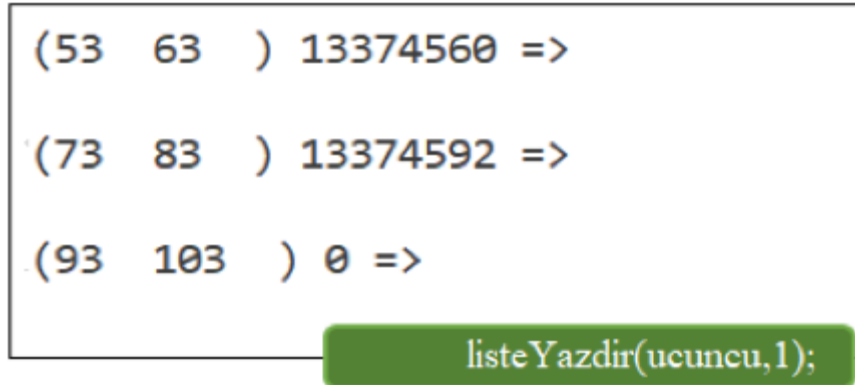 (53  63  ) 13374560 =>
(73  83  ) 13374592 =>
(93  103  ) 0 =>
listeYazdir(ucuncu,1);